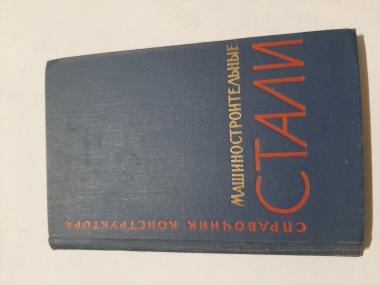 МАШИНОСТРОИТЕЛЬНЫЕ
СТАЛИ
СПРАВОЧНИК КОНСТРУКТОРА